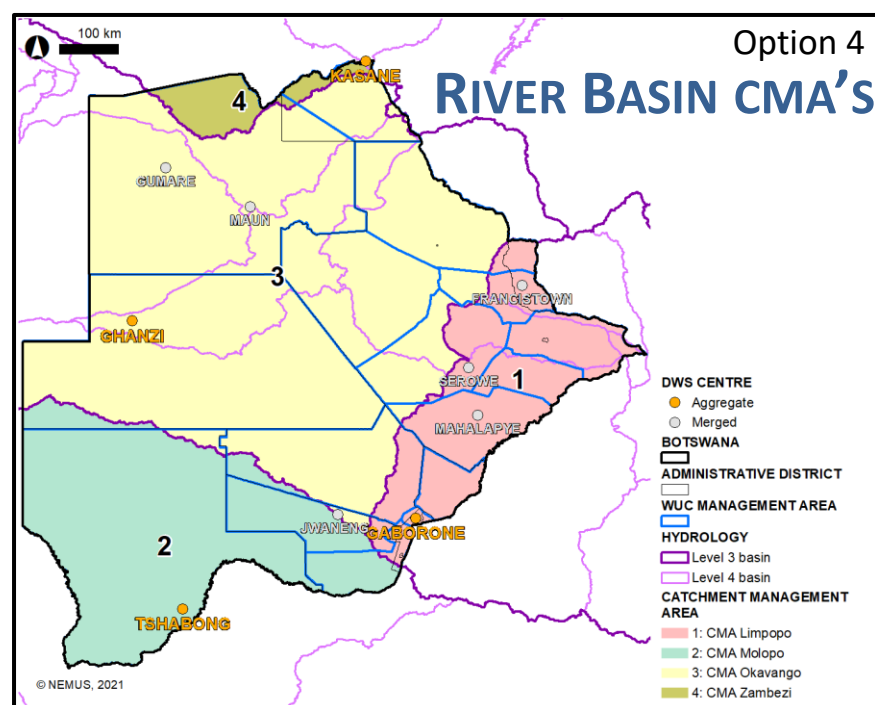 100 km
Option 4
RIVER BASIN CMA'S
KASANE
4
GUMARE
MAUN
3
FRANCISTOWN
GHANZI
SEROWE
1
MAHALAPYE
JWANENG
GABORONE
2
TSHABONG
DWS CENTRE
Aggregate
Merged
BOTSWANA
ADMINISTRATIVE DISTRICT
WUC MANAGEMENT AREA
HYDROLOGY
Level 3 basin
Level 4 basin
CATCHMENT MANAGEMENT
AREA
1: CMA Limpopo
2: CMA Molopo
3: CMA Okavango
4: CMA Zambezi
© NEMUS, 2021